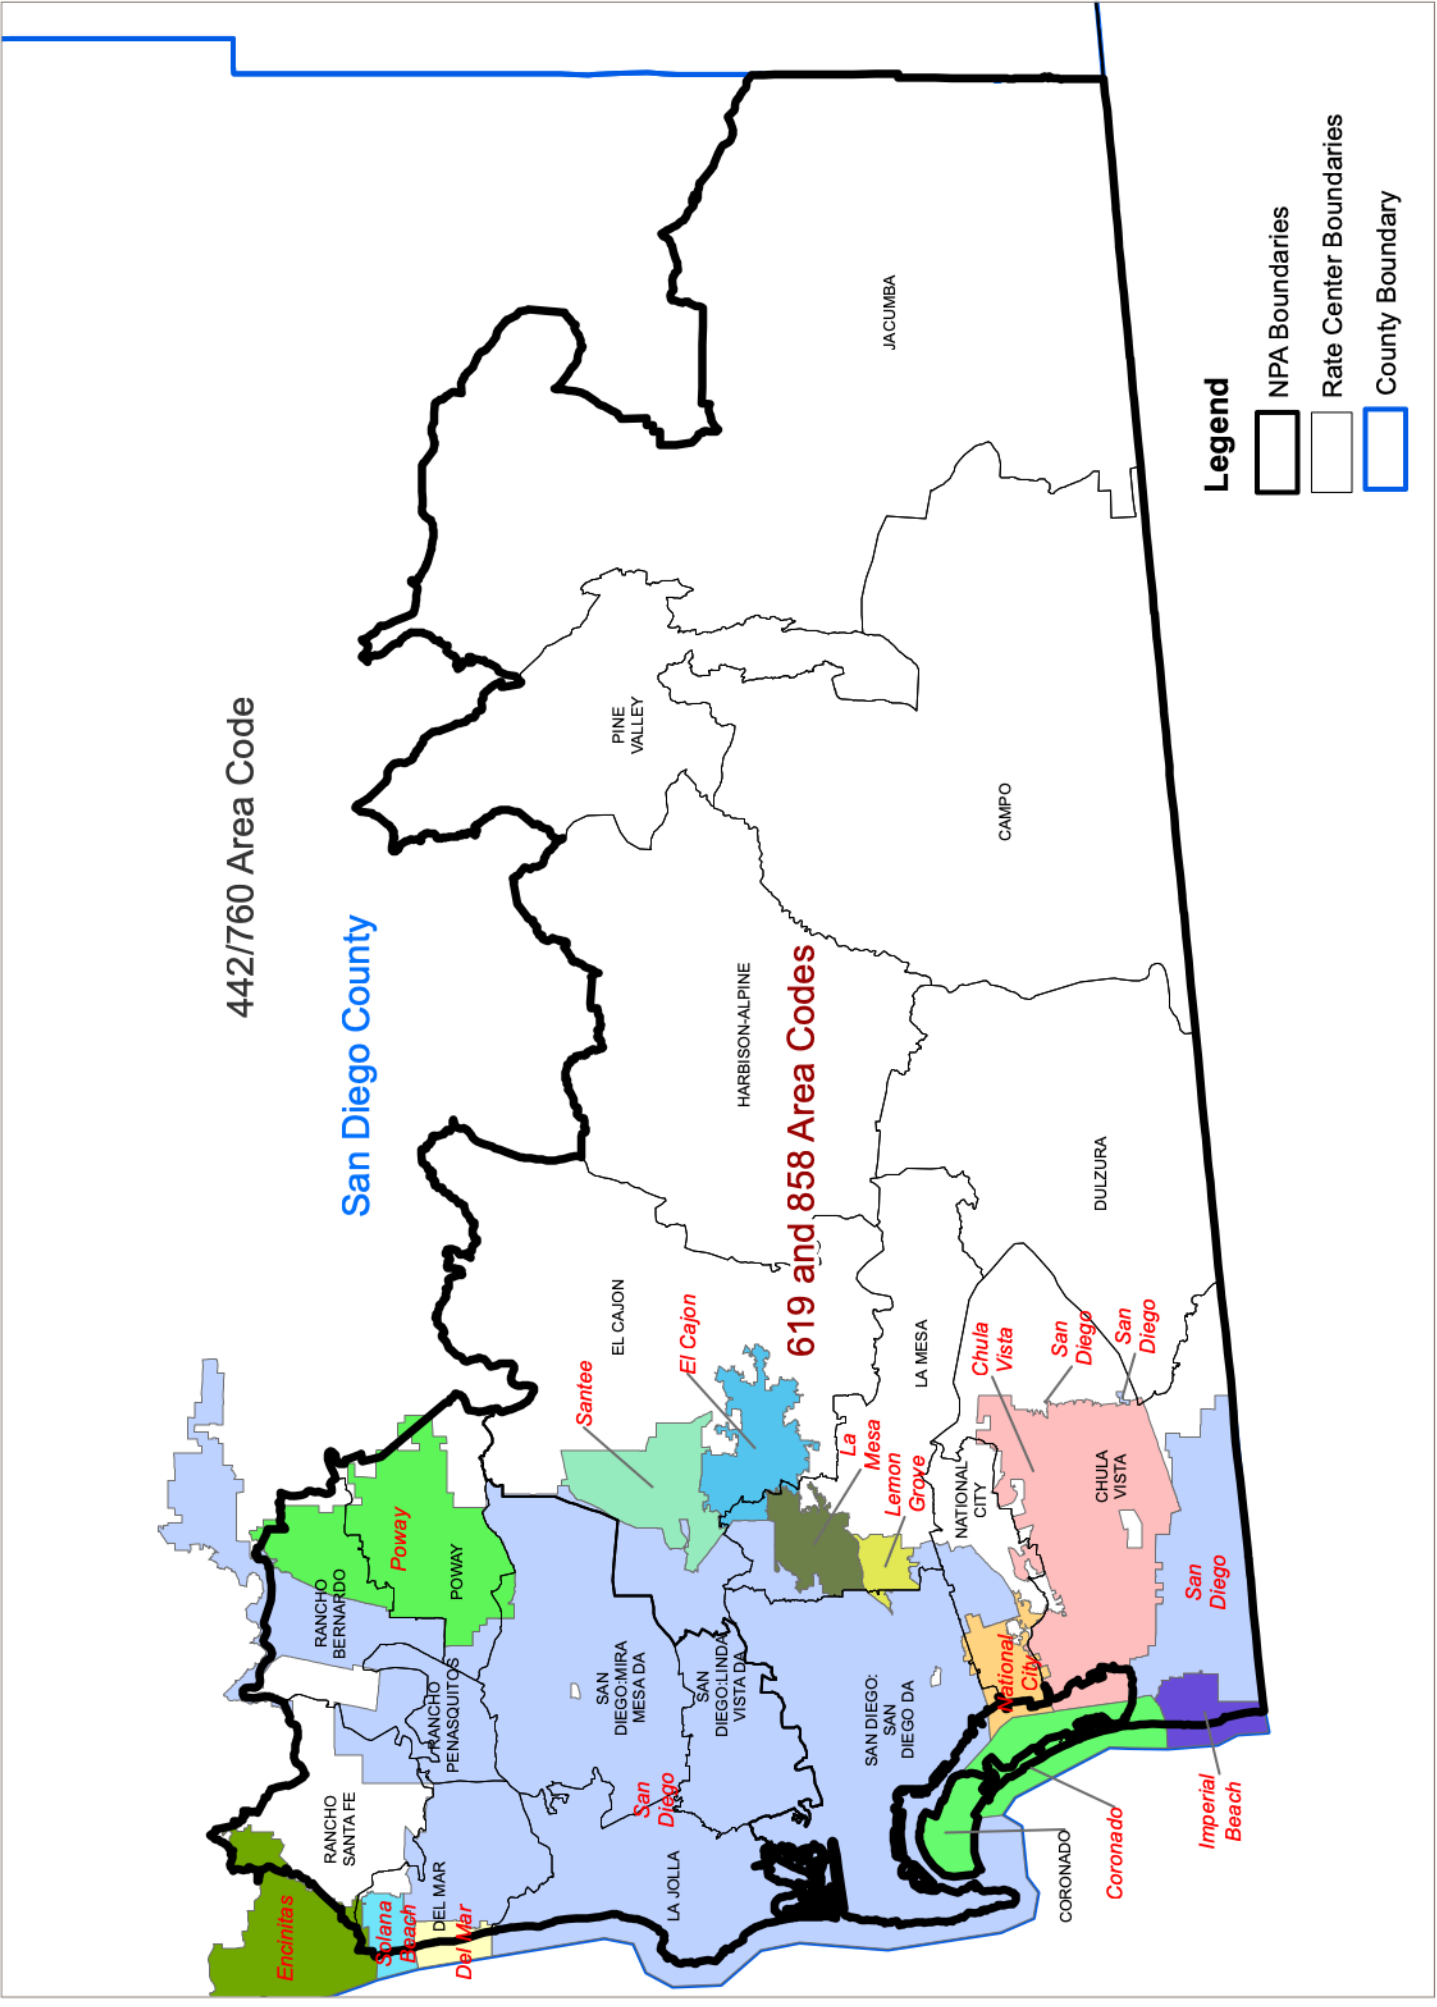 442/760 Area Code
San Diego County
619 and 858 Area Codes
Encinitas
Solana
Beach
Del Mar
DEL MAR
RANCHO
SANTA FE
RANCHO
BERNARDO
RANCHO
PENASQUITOS
Poway
POWAY
SAN
DIEGO:MIRA
MESA DA
SAN
DIEGO:LINDA
VISTA DA
San
Diego
LA JOLLA
SAN DIEGO:
SAN
DIEGO DA
Santee
EL CAJON
El Cajon
HARBISON-ALPINE
PINE
VALLEY
JACUMBA
CAMPO
DULZURA
La
Mesa
LA MESA
Lemon
Grove
NATIONAL
CITY
National
City
Chula
Vista
San
Diego
San
Diego
CHULA
VISTA
San
Diego
CORONADO
Coronado
Imperial
Beach
Legend
NPA Boundaries
Rate Center Boundaries
County Boundary